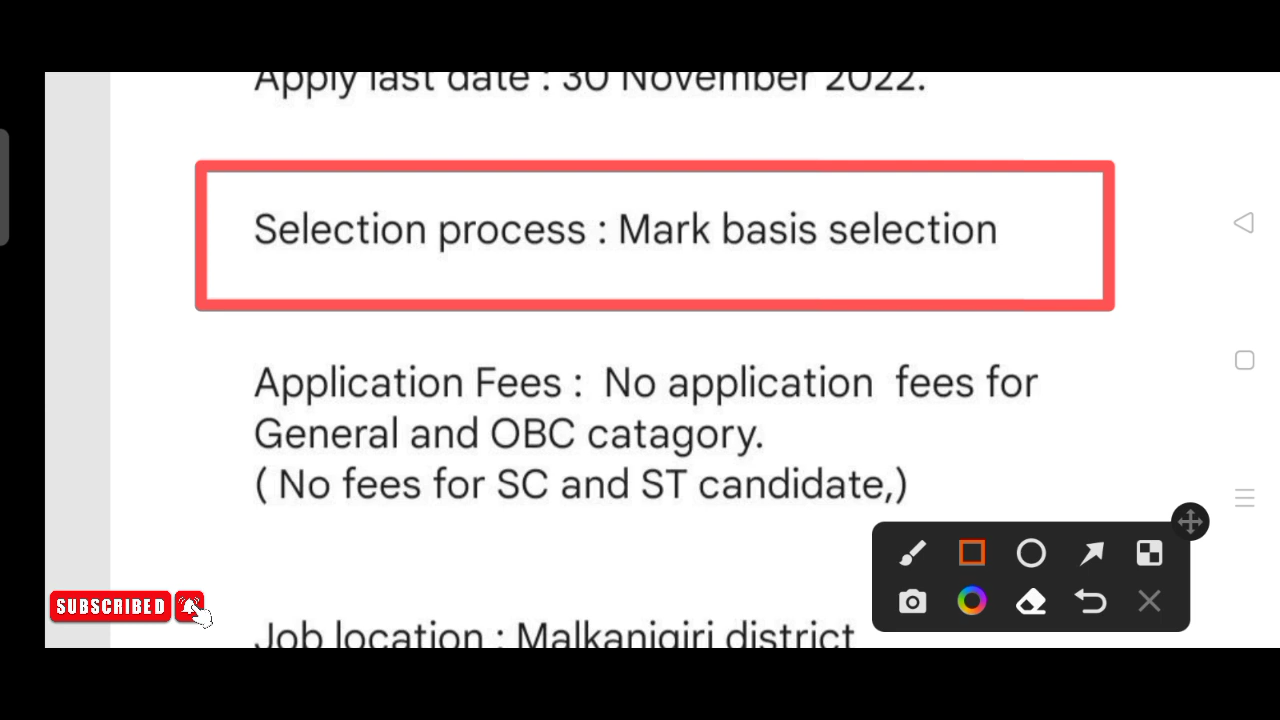 Apply last date : 30 November 2022.
Selection process : Mark basis selection
Application Fees :  No application  fees for
General and OBC catagory.
( No fees for SC and ST candidate,)
Job location : Malkanigiri district
SUBSCRIBED